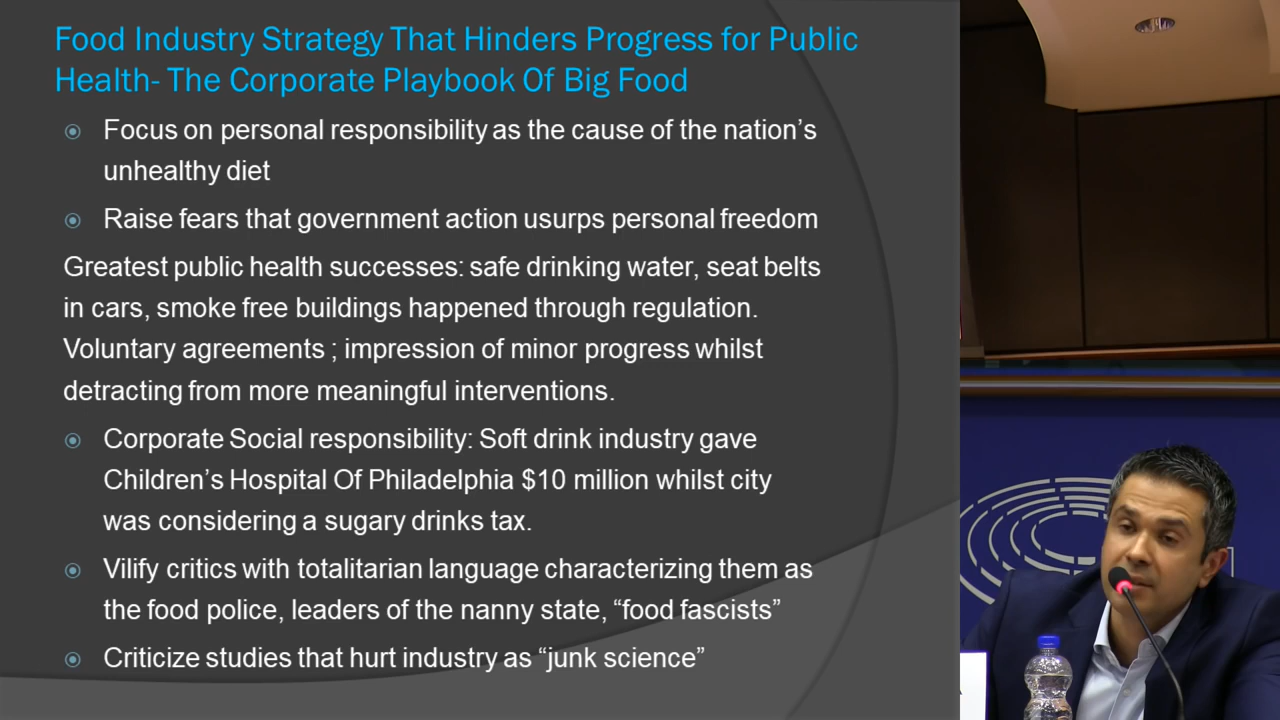 Food Industry Strategy That Hinders Progress for Public
Health- The Corporate Playbook Of Big Food
Focus on personal responsibility as the cause of the nation’s
unhealthy diet
Raise fears that government action usurps personal freedom
Greatest public health successes: safe drinking water, seat belts
in cars, smoke free buildings happened through regulation.
Voluntary agreements ; impression of minor progress whilst
detracting from more meaningful interventions.
Corporate Social responsibility: Soft drink industry gave
Children’s Hospital Of Philadelphia $10 million whilst city
was considering a sugary drinks tax.
Vilify critics with totalitarian language characterizing them as
the food police, leaders of the nanny state, “food fascists”
Criticize studies that hurt industry as “junk science”